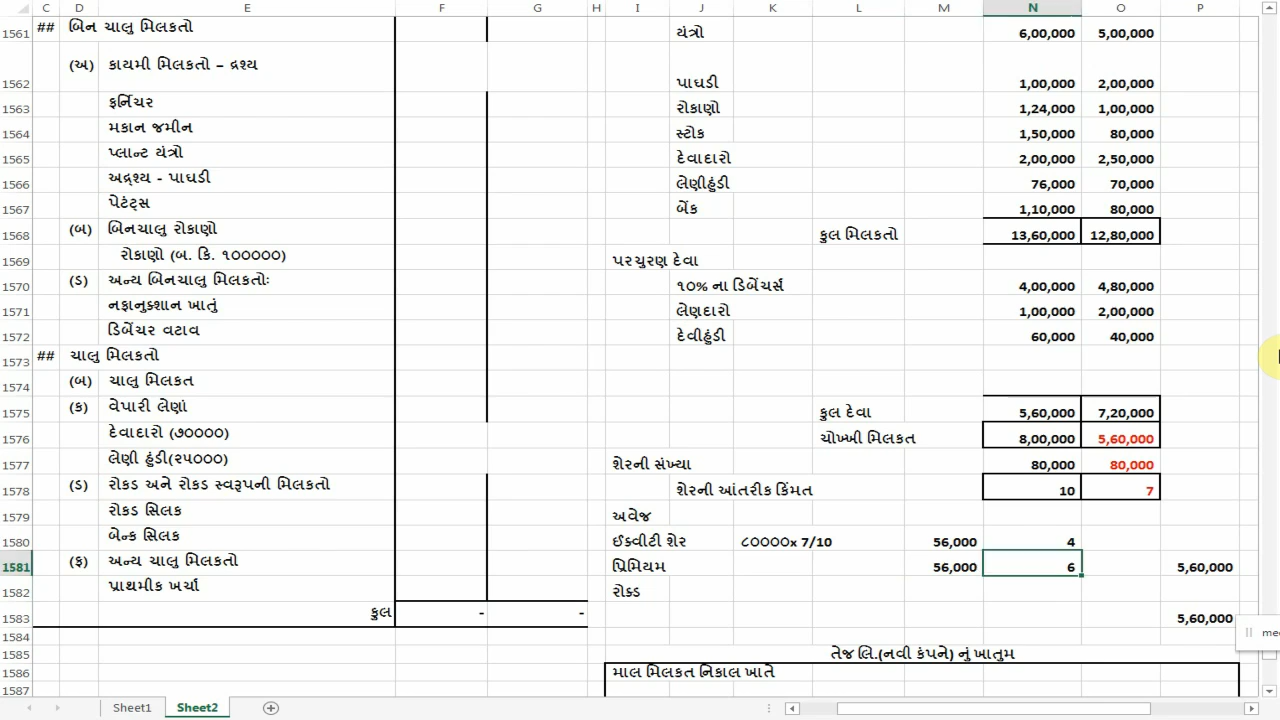 C D E F G H I J K L M N O P
1561 ## બિન ચાલુ મિલકતો યંત્રો 6,00,000 5,00,000
1562 (અ) કાયમી મિલકતો – દ્રશ્ય પાઘડી 1,00,000 2,00,000
1563 ફર્નિચર રોકાણો 1,24,000 1,00,000
1564 મકાન જમીન સ્ટોક 1,50,000 80,000
1565 પ્લાન્ટ યંત્રો દેવાદારો 2,00,000 2,50,000
1566 અદ્રશ્ય - પાઘડી લેણીહુંડી 76,000 70,000
1567 પેટંટ્સ બેંક 1,10,000 80,000
1568 (બ) બિનચાલુ રોકાણો કુલ મિલકતો 13,60,000 12,80,000
1569 રોકાણો (બ. કિ. ૧૦૦૦૦૦) પરચુરણ દેવા
1570 (ડ) અન્ય બિનચાલુ મિલકતોઃ ૧૦% ના ડિબેંચર્સ 4,00,000 4,80,000
1571 નફાનુકશાન ખાતું લેણદારો 1,00,000 2,00,000
1572 ડિબેંચર વટાવ દેવીહુંડી 60,000 40,000
1573 ## ચાલુ મિલકતો
1574 (બ) ચાલુ મિલકત
1575 (ક) વેપારી લેણાં કુલ દેવા 5,60,000 7,20,000
1576 દેવાદારો (૭૦૦૦૦) ચોખ્ખી મિલકત 8,00,000 5,60,000
1577 લેણી હુંડી(૨૫૦૦૦) શેરની સંખ્યા 80,000 80,000
1578 (ડ) રોકડ અને રોકડ સ્વરૂપની મિલકતો શેરની આંતરીક કિંમત 10 7
1579 રોકડ સિલક અવેજ
1580 બેન્ક સિલક ઈક્વીટી શેર ૮૦૦૦૦x 7/10 56,000 4
1581 (ફ) અન્ય ચાલુ મિલકતો પ્રિમિયમ 56,000 6 5,60,000
1582 પ્રાથમીક ખર્ચા રોકડ
1583 કુલ - - 5,60,000
1584
1585 તેજ લિ.(નવી કંપને) નું ખાતુમ
1586 માલ મિલકત નિકાલ ખાતે
1587
Sheet1 Sheet2